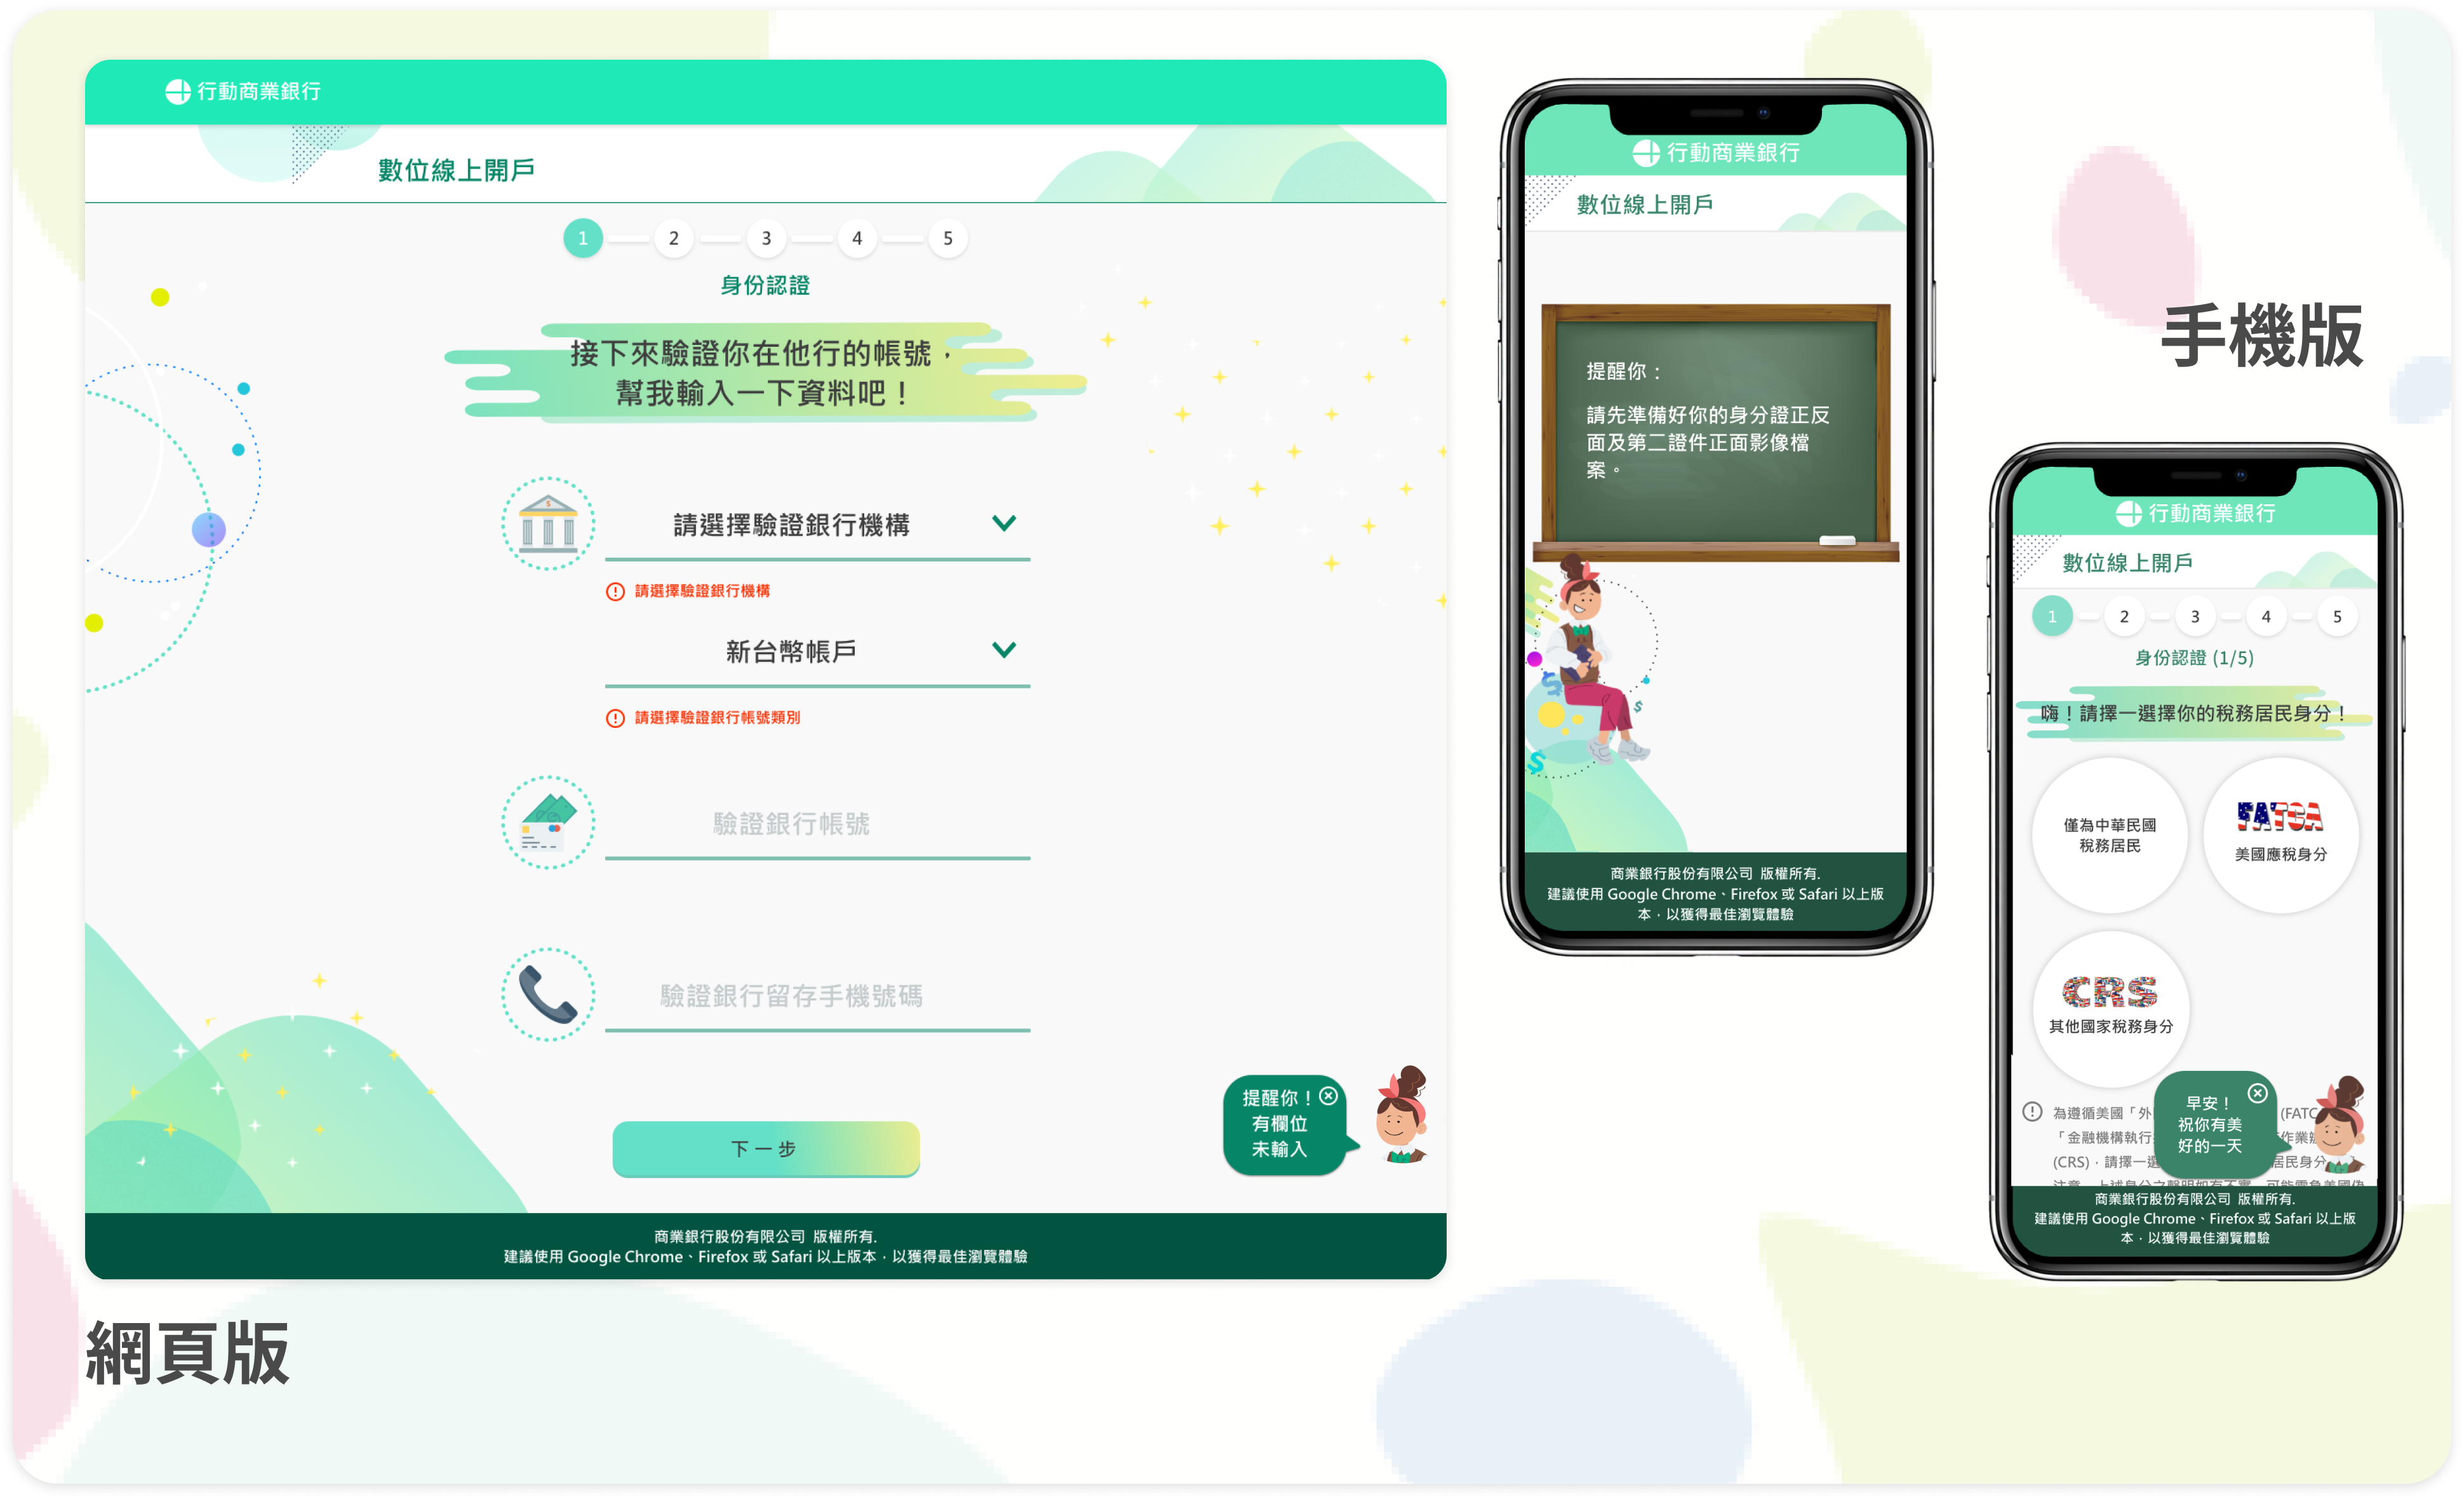 行動商業銀行
數位線上開戶
1
2
3
4
5
身份認證
接下來驗證你在他行的帳號，
幫我輸入一下資料吧！
請選擇驗證銀行機構
請選擇驗證銀行機構
新台幣帳戶
請選擇驗證銀行帳號類別
驗證銀行帳號
驗證銀行留存手機號碼
下一步
提醒你！
有欄位
未輸入
商業銀行股份有限公司 版權所有.
建議使用 Google Chrome、Firefox 或 Safari 以上版本，以獲得最佳瀏覽體驗
網頁版
行動商業銀行
數位線上開戶
提醒你：
請先準備好你的身分證正反
面及第二證件正面影像檔
案。
商業銀行股份有限公司 版權所有.
建議使用 Google Chrome、Firefox 或 Safari 以上版
本，以獲得最佳瀏覽體驗
手機版
行動商業銀行
數位線上開戶
1
2
3
4
5
身份認證 (1/5)
嗨！請擇一選擇你的稅務居民身分！
僅為中華民國
稅務居民
FATCA
美國應稅身分
CRS
其他國家稅務身分
為遵循美國「外 (FATC
「金融機構執行 作業
(CRS)，請擇一選 居民身分
早安！
祝你有美
好的一天
商業銀行股份有限公司 版權所有.
建議使用 Google Chrome、Firefox 或 Safari 以上版
本，以獲得最佳瀏覽體驗